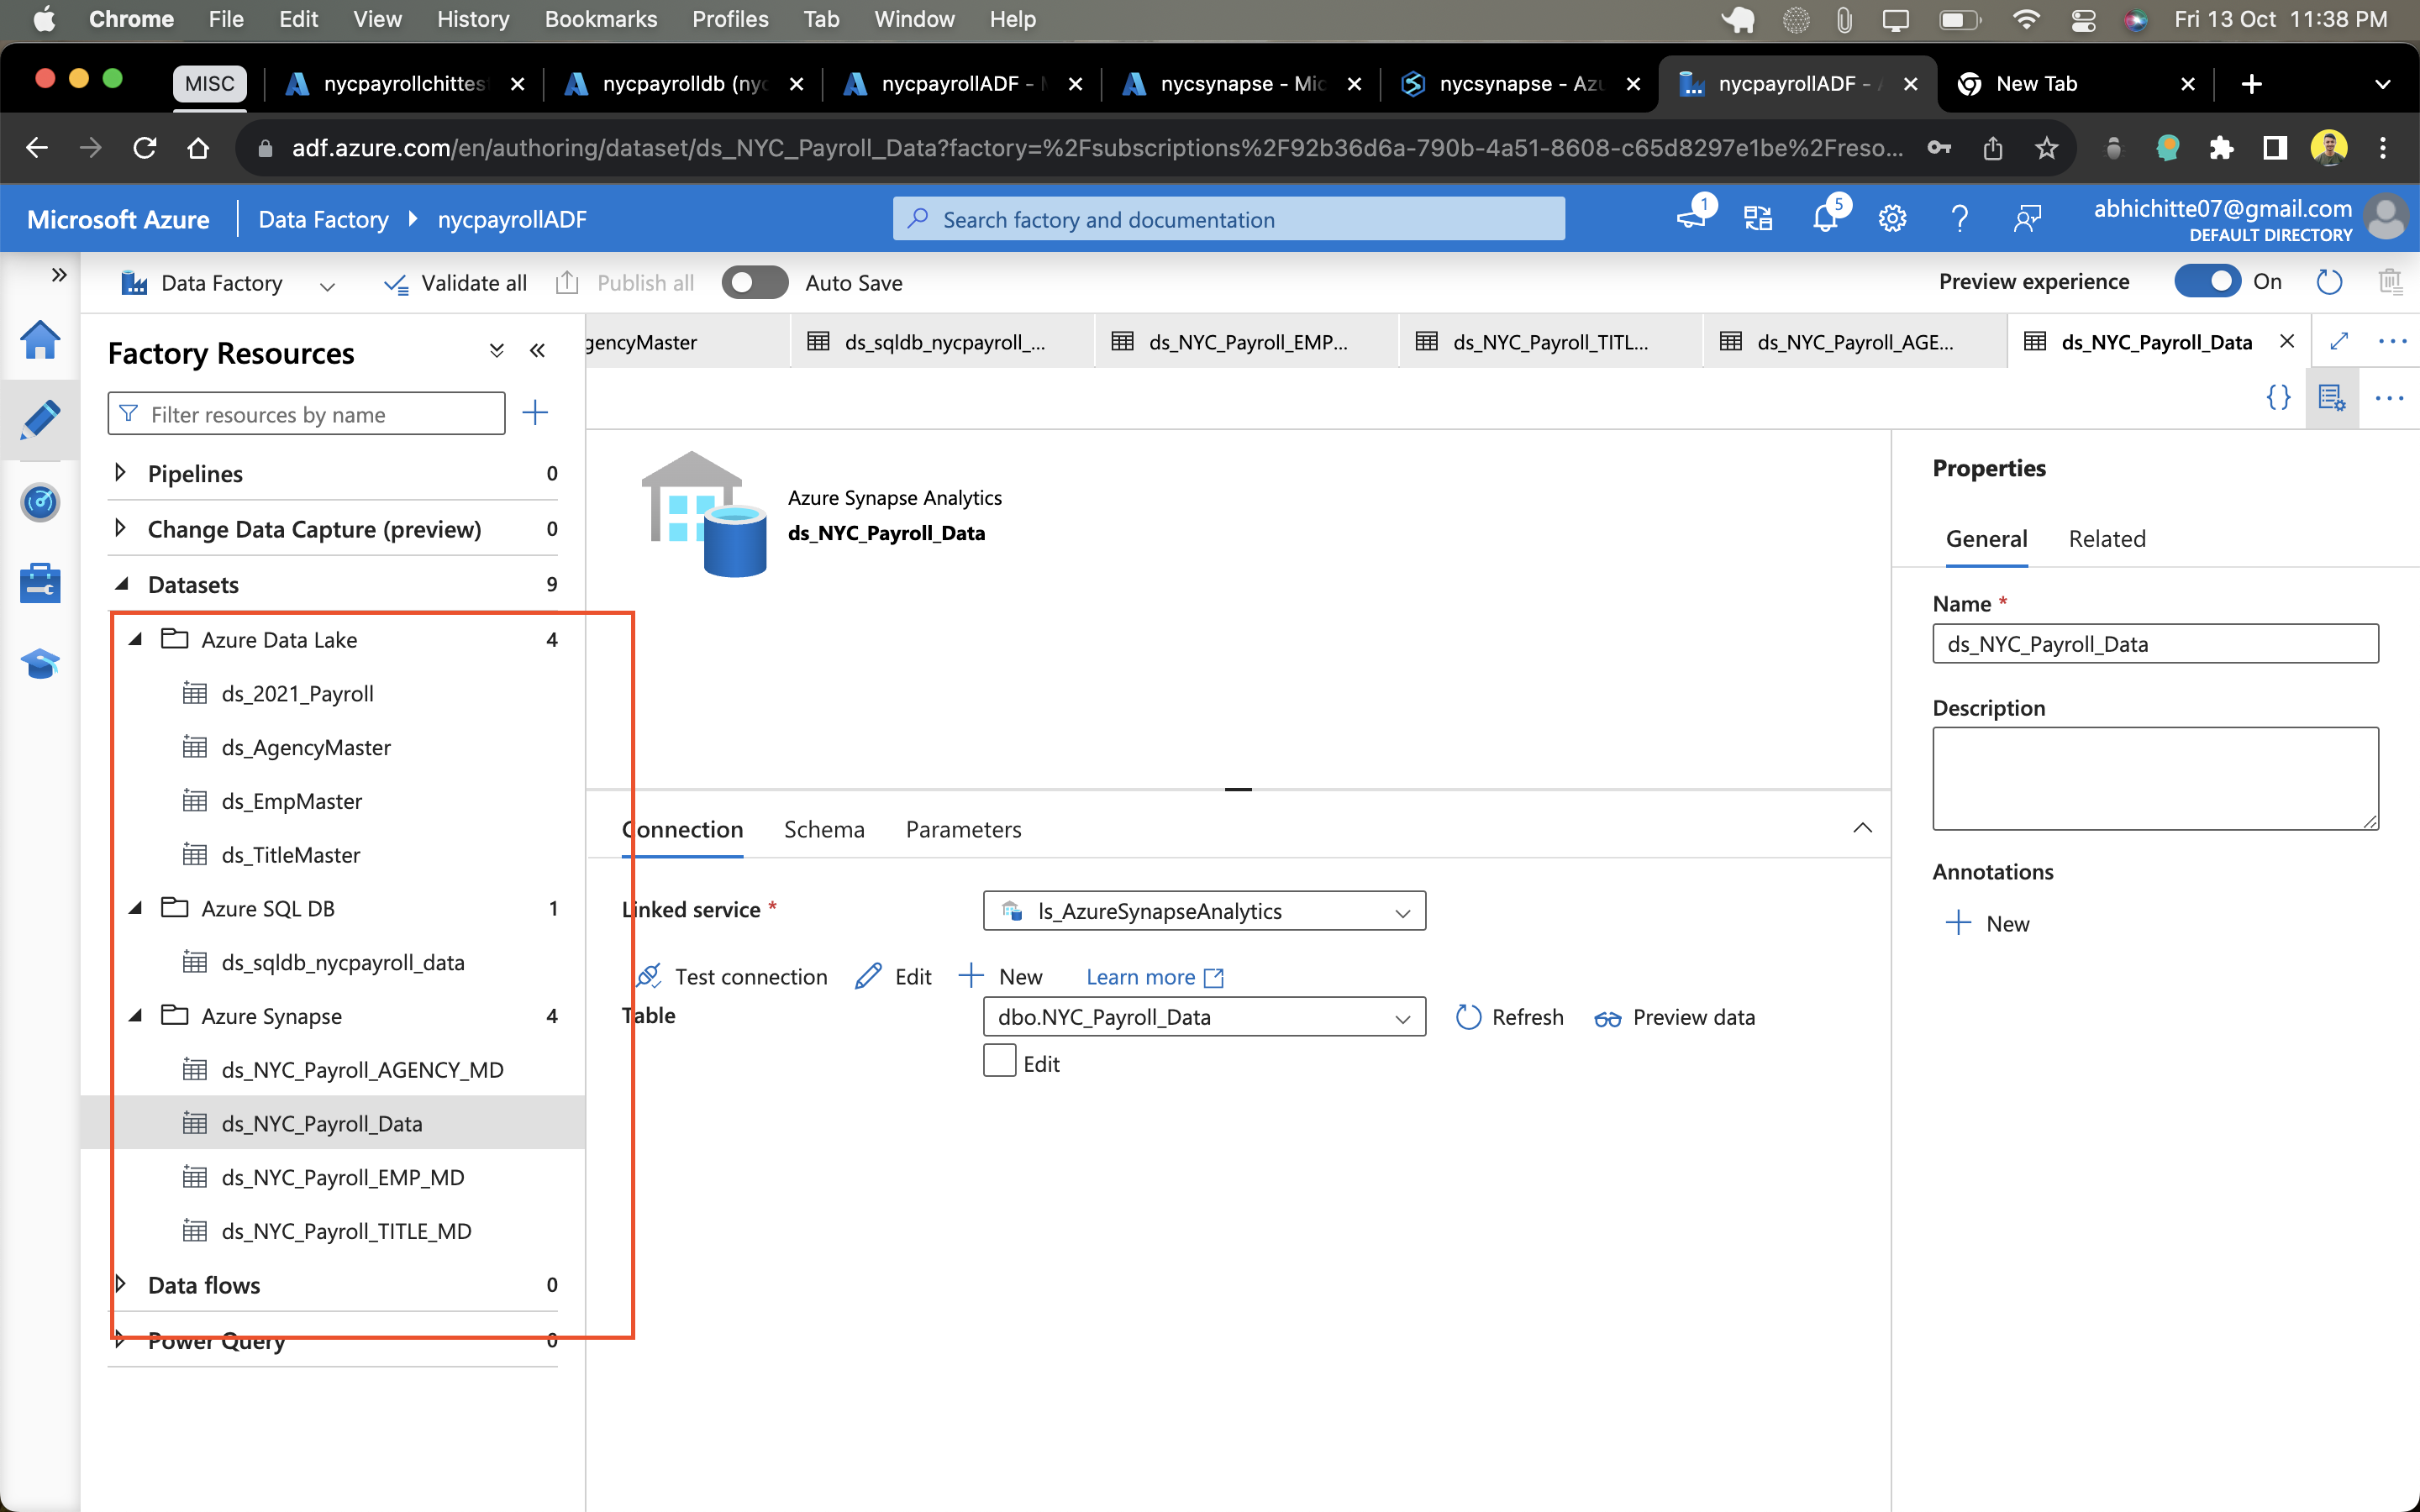 Chrome File Edit View History Bookmarks Profiles Tab Window Help Fri 13 Oct 11:38 PM
MISC nycpayrollchittes nycpayrolldb (nyc nycpayrollADF - nycsynapse - Mic nycsynapse - Azu nycpayrollADF - New Tab
adf.azure.com/en/authoring/dataset/ds_NYC_Payroll_Data?factory=%2Fsubscriptions%2F92b36d6a-790b-4a51-8608-c65d8297e1be%2Freso...
Microsoft Azure Data Factory nycpayrollADF Search factory and documentation 1 5 abhichitte07@gmail.com
DEFAULT DIRECTORY
Data Factory Validate all Publish all Auto Save Preview experience On
Factory Resources
gencyMaster ds_sqldb_nycpayroll_... ds_NYC_Payroll_EMP... ds_NYC_Payroll_TITL... ds_NYC_Payroll_AGE... ds_NYC_Payroll_Data
Filter resources by name
Pipelines 0
Change Data Capture (preview) 0
Datasets 9
Azure Data Lake 4
ds_2021_Payroll
ds_AgencyMaster
ds_EmpMaster
ds_TitleMaster
Azure SQL DB 1
ds_sqldb_nycpayroll_data
Azure Synapse 4
ds_NYC_Payroll_AGENCY_MD
ds_NYC_Payroll_Data
ds_NYC_Payroll_EMP_MD
ds_NYC_Payroll_TITLE_MD
Data flows 0
Power Query 0
Azure Synapse Analytics
ds_NYC_Payroll_Data
Connection Schema Parameters
Linked service * ls_AzureSynapseAnalytics
Test connection Edit New Learn more
Table dbo.NYC_Payroll_Data Refresh Preview data
Edit
Properties
General Related
Name *
ds_NYC_Payroll_Data
Description
Annotations
New